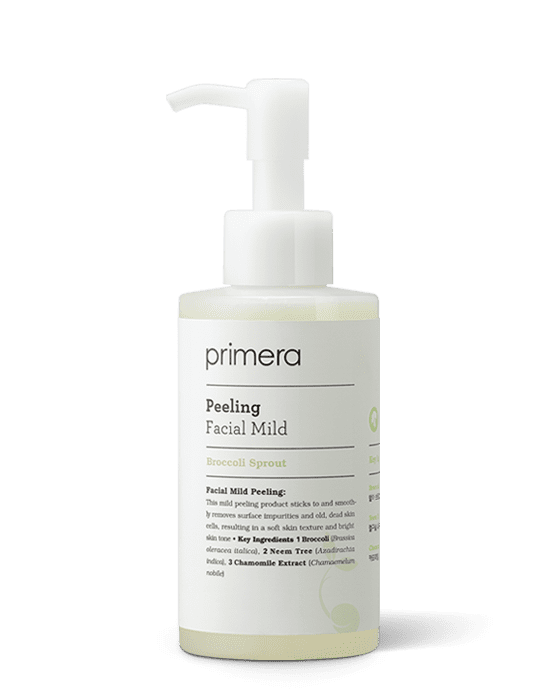 primera
Peeling
Facial Mild
Broccoli Sprout
Facial Mild Peeling:
This mild peeling product sticks to and smooth-
ly removes surface impurities and old, dead skin
cells, resulting in a soft skin texture and bright
skin tone • Key Ingredients 1 Broccoli (Brassica
oleracea italica), 2 Neem Tree (Azadirachta
indica), 3 Chamomile Extract (Chamaemelum
nobile)